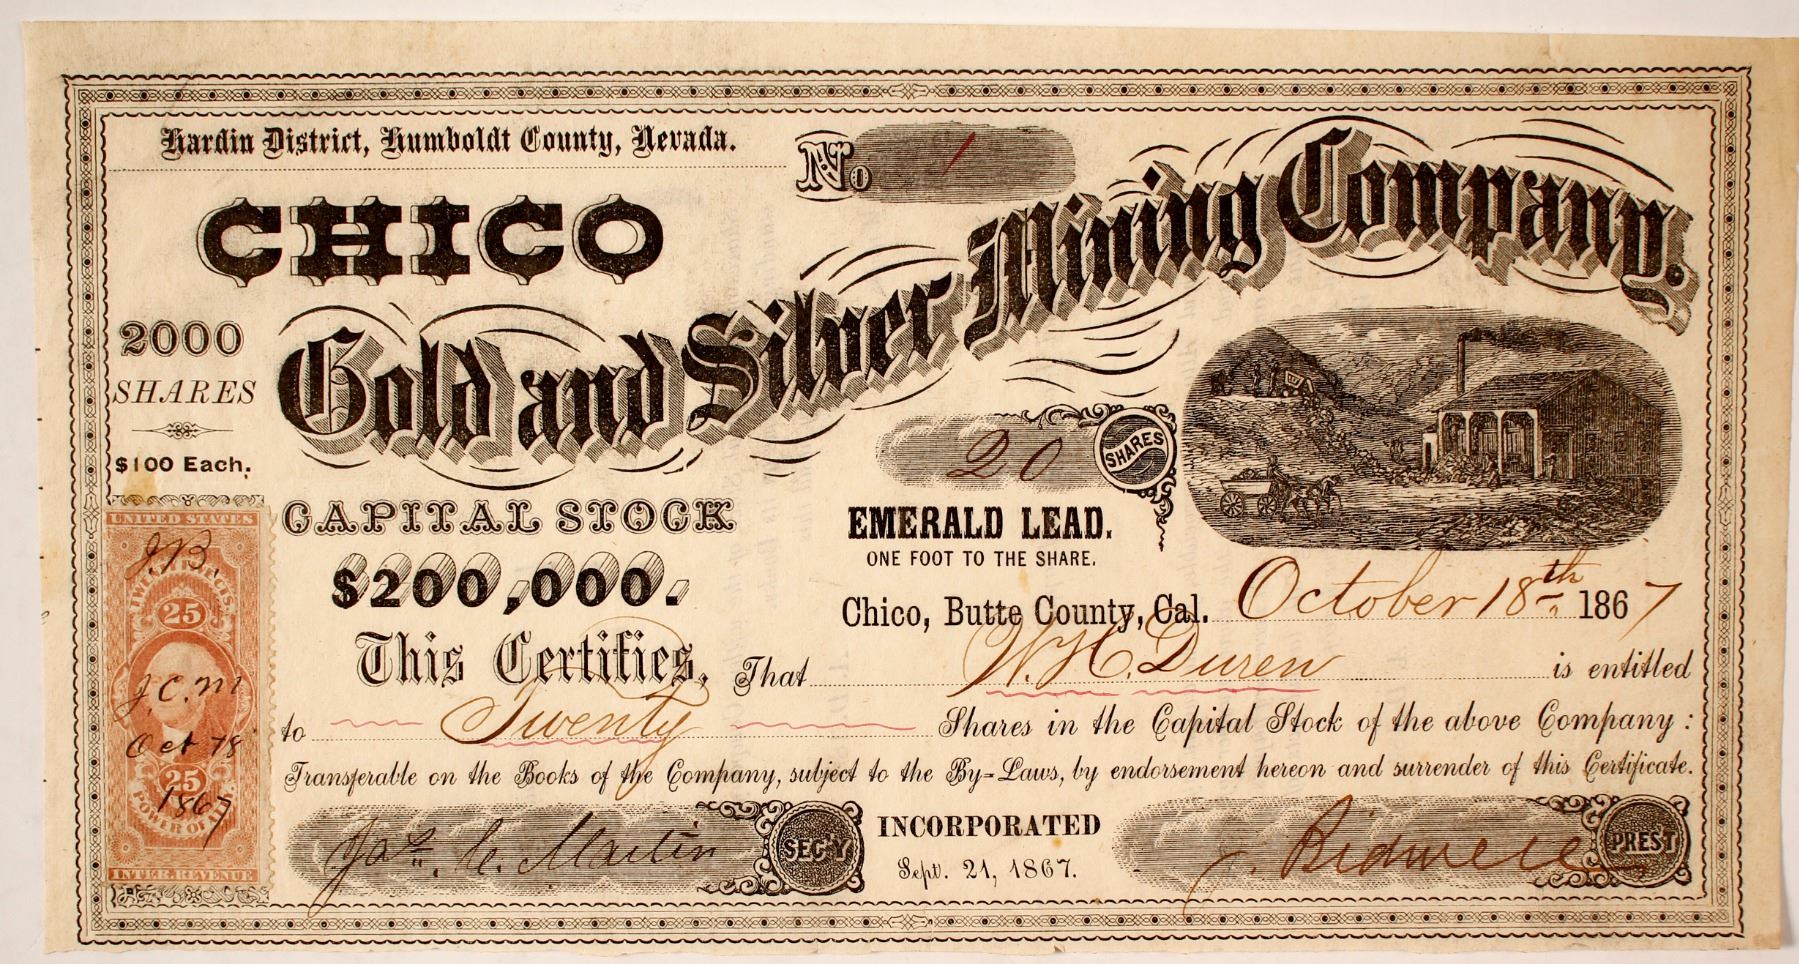 Hardin District, Humboldt County, Nevada.
No. 1
CHICO
Gold and Silver Mining Company.
2000
SHARES
$100 Each.
20 SHARES
CAPITAL STOCK
$200,000.
EMERALD LEAD.
ONE FOOT TO THE SHARE.
Chico, Butte County, Cal. October 18th 1867
This Certifies, That W. H. Duren is entitled
to Twenty Shares in the Capital Stock of the above Company:
Transferable on the Books of the Company, subject to the By-Laws, by endorsement hereon and surrender of this Certificate.
Jas. C. Martin SEC'Y
INCORPORATED
Sept. 21, 1867.
J. Bidwell PREST
UNITED STATES
J.B.
25
J. C. M
Oct 18
25
1867
POWER OF
INTER. REVENUE